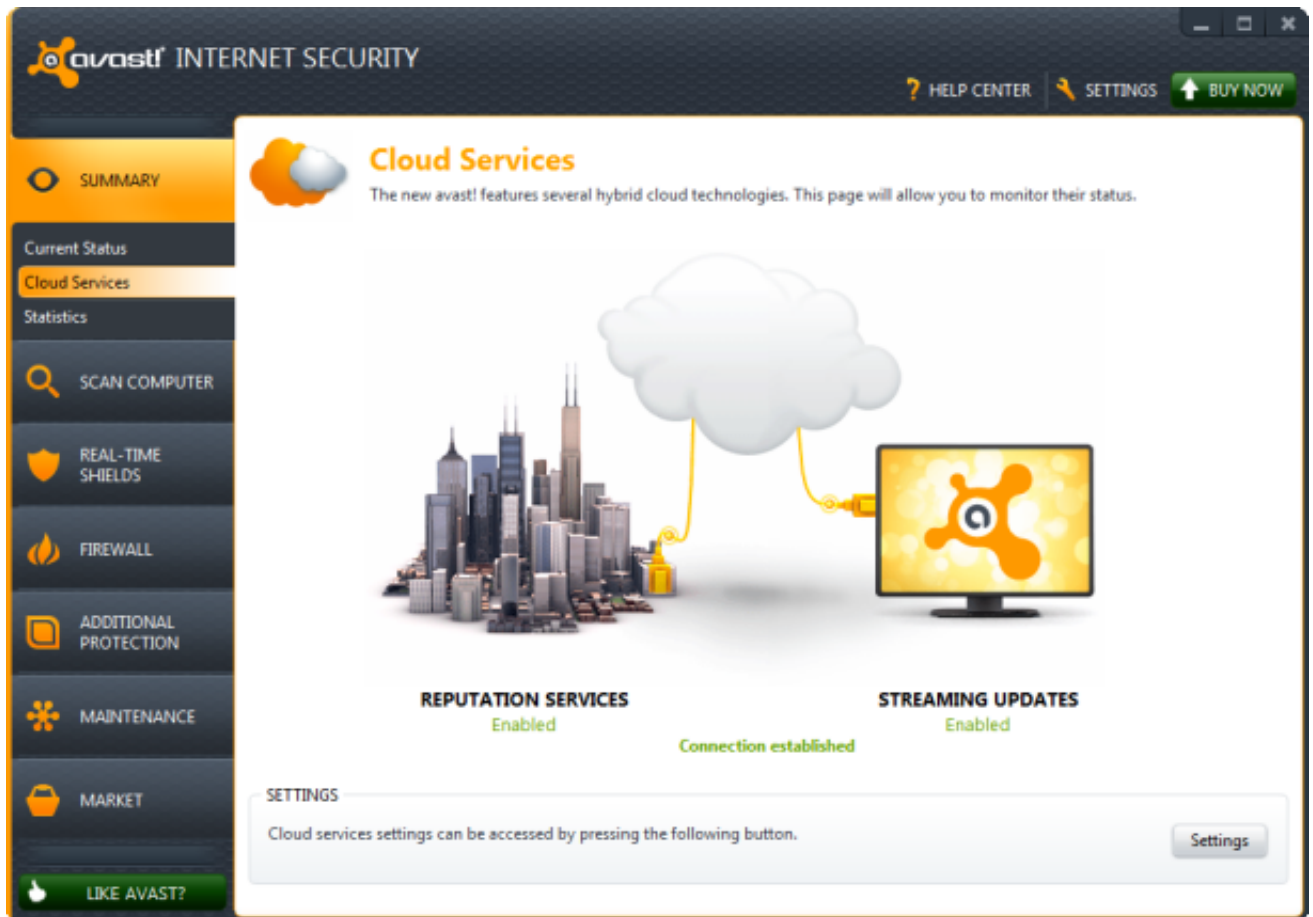 avast! INTERNET SECURITY
HELP CENTER
SETTINGS
BUY NOW
SUMMARY
Current Status
Cloud Services
Statistics
SCAN COMPUTER
REAL-TIME
SHIELDS
FIREWALL
ADDITIONAL
PROTECTION
MAINTENANCE
MARKET
LIKE AVAST?
Cloud Services
The new avast! features several hybrid cloud technologies. This page will allow you to monitor their status.
a
REPUTATION SERVICES
Enabled
STREAMING UPDATES
Enabled
Connection established
SETTINGS
Cloud services settings can be accessed by pressing the following button.
Settings